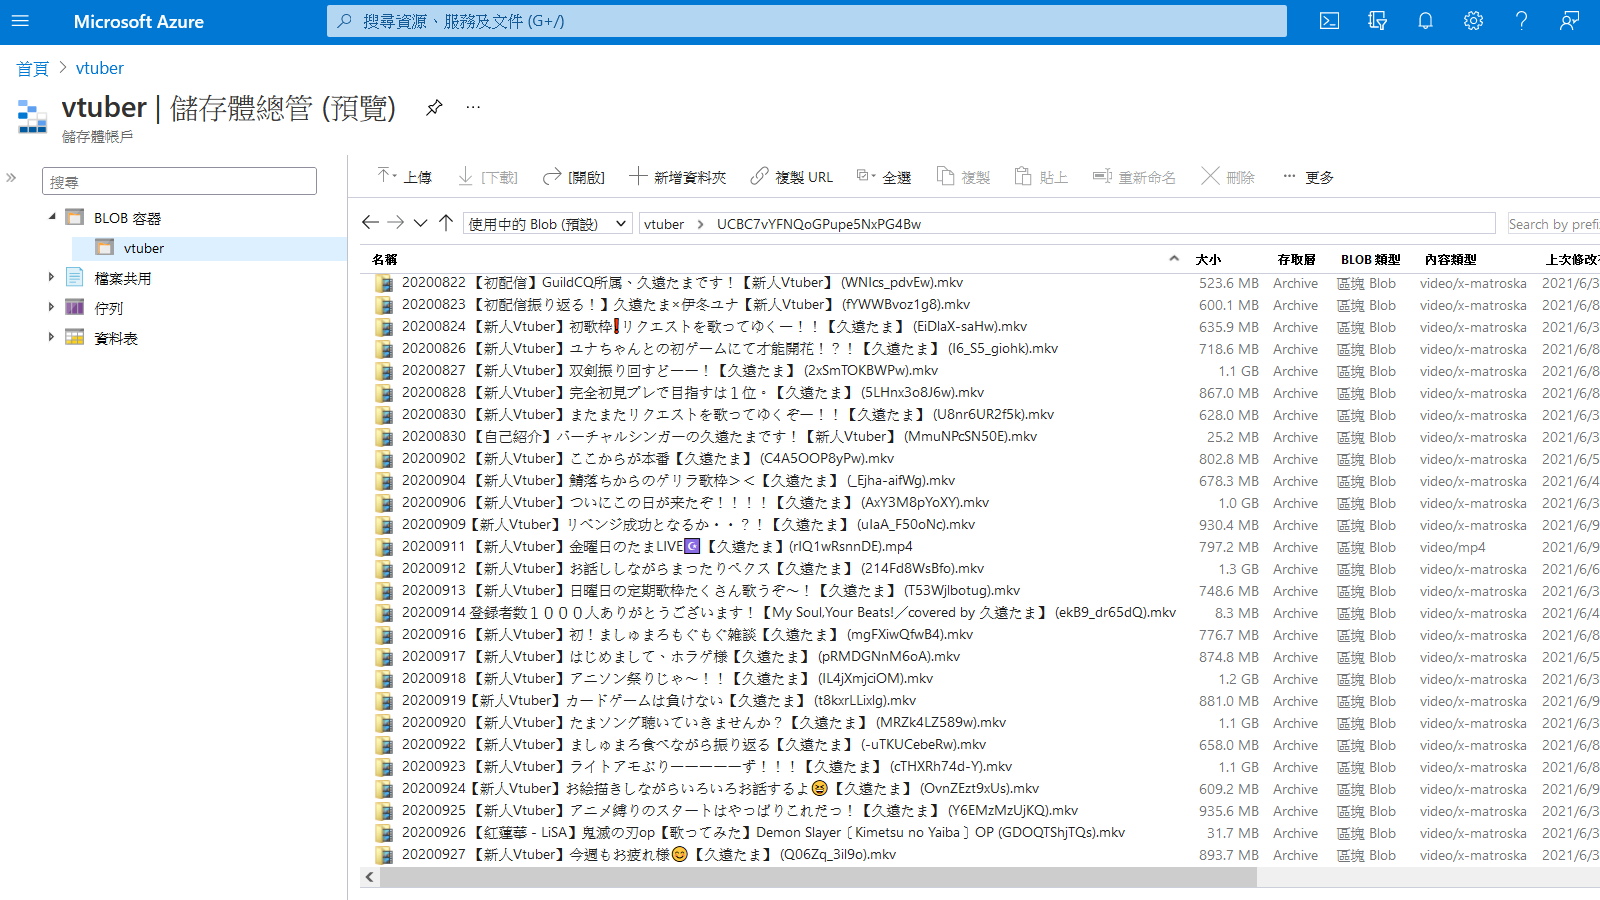 Microsoft Azure
搜尋資源、服務及文件 (G+/)
首頁 > vtuber
vtuber | 儲存體總管 (預覽) ...
儲存體帳戶
搜尋
BLOB 容器
vtuber
檔案共用
佇列
資料表
上傳 [下載] [開啟] 新增資料夾 複製 URL 全選 複製 貼上 重新命名 刪除 ... 更多
使用中的 Blob (預設) vtuber > UCBC7vYFNQoGPupe5NxPG4Bw Search by prefi
名稱 大小 存取層 BLOB 類型 內容類型 上次修改
20200822 【初配信】GuildCQ所属、久遠たまです！【新人Vtuber】 (WNIcs_pdvEw).mkv 523.6 MB Archive 區塊 Blob video/x-matroska 2021/6/3
20200823 【初配信振り返る！】久遠たま×伊冬ユナ【新人Vtuber】 (fYWWBvoz1g8).mkv 600.1 MB Archive 區塊 Blob video/x-matroska 2021/6/8
20200824 【新人Vtuber】初歌枠❗リクエストを歌ってゆくー！！【久遠たま】 (EiDlaX-saHw).mkv 635.9 MB Archive 區塊 Blob video/x-matroska 2021/6/3
20200826 【新人Vtuber】ユナちゃんとの初ゲームにて才能開花！？！【久遠たま】 (I6_S5_giohk).mkv 718.6 MB Archive 區塊 Blob video/x-matroska 2021/6/8
20200827 【新人Vtuber】双剣振り回すどーー！【久遠たま】 (2xSmTOKBWPw).mkv 1.1 GB Archive 區塊 Blob video/x-matroska 2021/6/8
20200828 【新人Vtuber】完全初見プレで目指すは１位。【久遠たま】 (5LHnx3o8J6w).mkv 867.0 MB Archive 區塊 Blob video/x-matroska 2021/6/8
20200830 【新人Vtuber】またまたリクエストを歌ってゆくぞー！！【久遠たま】 (U8nr6UR2f5k).mkv 628.0 MB Archive 區塊 Blob video/x-matroska 2021/6/3
20200830 【自己紹介】バーチャルシンガーの久遠たまです！【新人Vtuber】 (MmuNPcSN50E).mkv 25.2 MB Archive 區塊 Blob video/x-matroska 2021/6/3
20200902 【新人Vtuber】ここからが本番【久遠たま】 (C4A5OOP8yPw).mkv 802.8 MB Archive 區塊 Blob video/x-matroska 2021/6/5
20200904 【新人Vtuber】鯖落ちからのゲリラ歌枠＞＜【久遠たま】 (_Ejha-aifWg).mkv 678.3 MB Archive 區塊 Blob video/x-matroska 2021/6/4
20200906 【新人Vtuber】ついにこの日が来たぞ！！！！【久遠たま】 (AxY3M8pYoXY).mkv 1.0 GB Archive 區塊 Blob video/x-matroska 2021/6/3
20200909【新人Vtuber】リベンジ成功となるか・・？！【久遠たま】 (uIaA_F50oNc).mkv 930.4 MB Archive 區塊 Blob video/x-matroska 2021/6/9
20200911 【新人Vtuber】金曜日のたまLIVE☪【久遠たま】(rIQ1wRsnnDE).mp4 797.2 MB Archive 區塊 Blob video/mp4 2021/6/9
20200912 【新人Vtuber】お話ししながらまったりペクス【久遠たま】 (214Fd8WsBfo).mkv 1.3 GB Archive 區塊 Blob video/x-matroska 2021/6/6
20200913 【新人Vtuber】日曜日の定期歌枠たくさん歌うぞ～！【久遠たま】 (T53Wjlbotug).mkv 748.6 MB Archive 區塊 Blob video/x-matroska 2021/6/3
20200914 登録者数１０００人ありがとうございます！【My Soul,Your Beats!／covered by 久遠たま】 (ekB9_dr65dQ).mkv 8.3 MB Archive 區塊 Blob video/x-matroska 2021/6/4
20200916 【新人Vtuber】初！ましゅまろもぐもぐ雑談【久遠たま】 (mgFXiwQfwB4).mkv 776.7 MB Archive 區塊 Blob video/x-matroska 2021/6/8
20200917 【新人Vtuber】はじめまして、ホラゲ様【久遠たま】 (pRMDGNnM6oA).mkv 874.8 MB Archive 區塊 Blob video/x-matroska 2021/6/5
20200918 【新人Vtuber】アニソン祭りじゃ～！！【久遠たま】 (IL4jXmjciOM).mkv 1.2 GB Archive 區塊 Blob video/x-matroska 2021/6/3
20200919【新人Vtuber】カードゲームは負けない【久遠たま】 (t8kxrLLixlg).mkv 881.0 MB Archive 區塊 Blob video/x-matroska 2021/6/9
20200920 【新人Vtuber】たまソング聴いていきませんか？【久遠たま】 (MRZk4LZ589w).mkv 1.1 GB Archive 區塊 Blob video/x-matroska 2021/6/3
20200922 【新人Vtuber】ましゅまろ食べながら振り返る【久遠たま】 (-uTKUCebeRw).mkv 658.0 MB Archive 區塊 Blob video/x-matroska 2021/6/8
20200923 【新人Vtuber】ライトアモぶりーーーーーず！！！【久遠たま】 (cTHXRh74d-Y).mkv 1.1 GB Archive 區塊 Blob video/x-matroska 2021/6/8
20200924【新人Vtuber】お絵描きしながらいろいろお話するよ😆【久遠たま】 (OvnZEzt9xUs).mkv 609.2 MB Archive 區塊 Blob video/x-matroska 2021/6/9
20200925 【新人Vtuber】アニメ縛りのスタートはやっぱりこれだっ！【久遠たま】 (Y6EMzMzUjKQ).mkv 935.6 MB Archive 區塊 Blob video/x-matroska 2021/6/3
20200926 【紅蓮華 - LiSA】鬼滅の刃op【歌ってみた】Demon Slayer〔Kimetsu no Yaiba〕OP (GDOQTShjTQs).mkv 31.7 MB Archive 區塊 Blob video/x-matroska 2021/6/8
20200927 【新人Vtuber】今週もお疲れ様😊【久遠たま】 (Q06Zq_3il9o).mkv 893.7 MB Archive 區塊 Blob video/x-matroska 2021/6/3